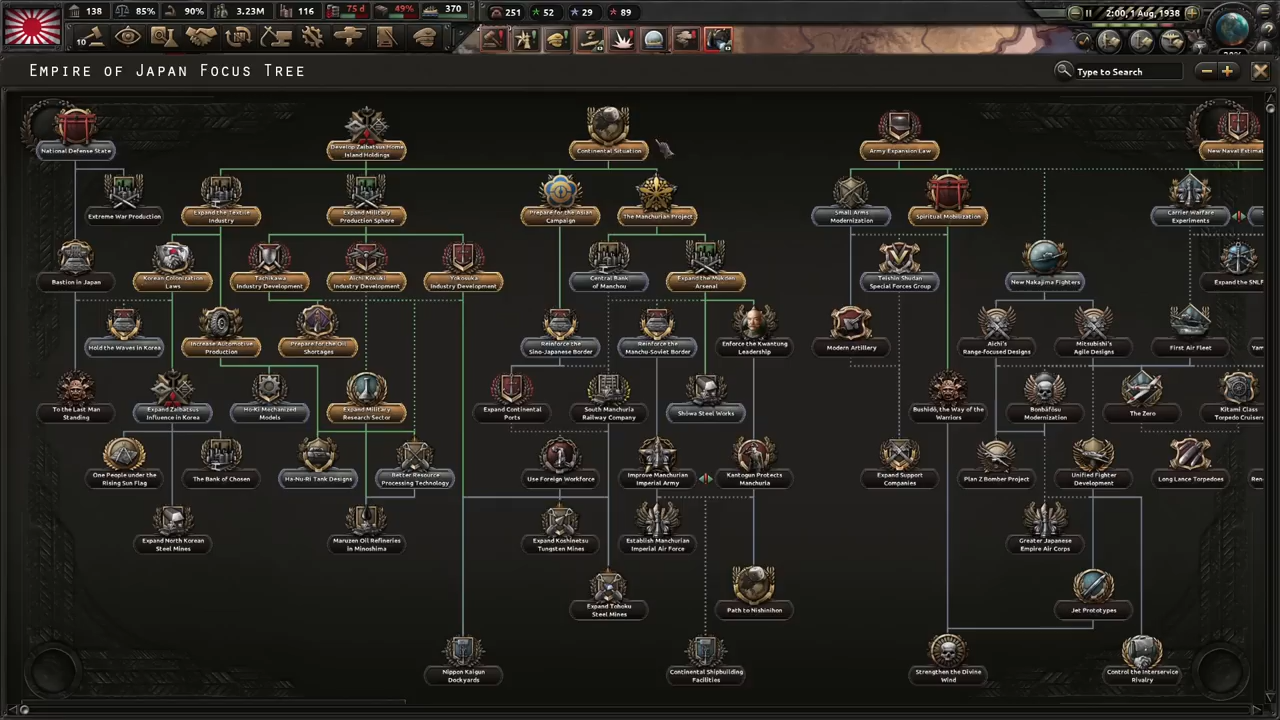 138 85% 90% 3.23M 116 75 d 49% 370 251 52 29 89 2:00, 1 Aug, 1938
10
EMPIRE OF JAPAN FOCUS TREE
Type to Search
National Defense State
Develop Zaibatsus Home
Island Holdings
Continental Situation
Army Expansion Law
New Naval Estimat
Extreme War Production
Expand the Textile
Industry
Expand Military
Production Sphere
Prepare for the Asian
Campaign
The Manchurian Project
Small Arms
Modernization
Spiritual Mobilization
Carrier Warfare
Experiments
Bastion in Japan
Korean Colonization
Laws
Tachikawa
Industry Development
Aichi Kokuki
Industry Development
Yokosuka
Industry Development
Central Bank
of Manchou
Expand the Mukden
Arsenal
Teishin Shudan
Special Forces Group
New Nakajima Fighters
Expand the SNLF
Hold the Waves in Korea
Increase Automotive
Production
Prepare for the Oil
Shortages
Reinforce the
Sino-Japanese Border
Reinforce the
Manchu-Soviet Border
Enforce the Kwantung
Leadership
Modern Artillery
Aichi's
Range-focused Designs
Mitsubishi's
Agile Designs
First Air Fleet
Yam
To the Last Man
Standing
Expand Zaibatsus
Influence in Korea
Ho-Ki Mechanized
Models
Expand Military
Research Sector
Expand Continental
Ports
South Manchuria
Railway Company
Shōwa Steel Works
Bushidō, the Way of the
Warriors
Bonbāfōsu
Modernization
The Zero
Kitami Class
Torpedo Cruisers
One People under the
Rising Sun Flag
The Bank of Chosen
Ha-Nu-Ri Tank Designs
Better Resource
Processing Technology
Use Foreign Workforce
Improve Manchurian
Imperial Army
Kantogun Protects
Manchuria
Expand Support
Companies
Plan Z Bomber Project
Unified Fighter
Development
Long Lance Torpedoes
Ren
Expand North Korean
Steel Mines
Maruzen Oil Refineries
in Minoshima
Expand Koshinetsu
Tungsten Mines
Establish Manchurian
Imperial Air Force
Greater Japanese
Empire Air Corps
Expand Tohoku
Steel Mines
Path to Nishinihon
Jet Prototypes
Nippon Kaigun
Dockyards
Continental Shipbuilding
Facilities
Strengthen the Divine
Wind
Control the Interservice
Rivalry